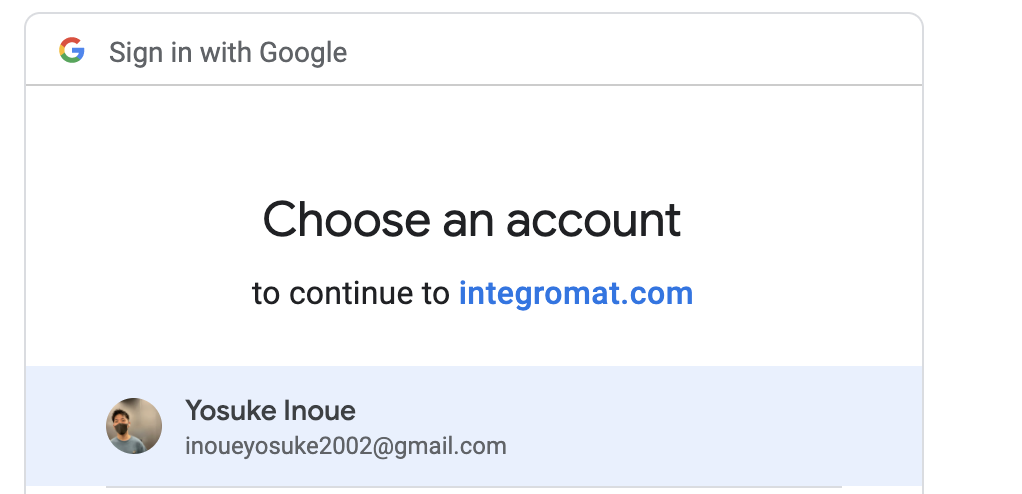 Sign in with Google
Choose an account
to continue to integromat.com
Yosuke Inoue
inoueyosuke2002@gmail.com